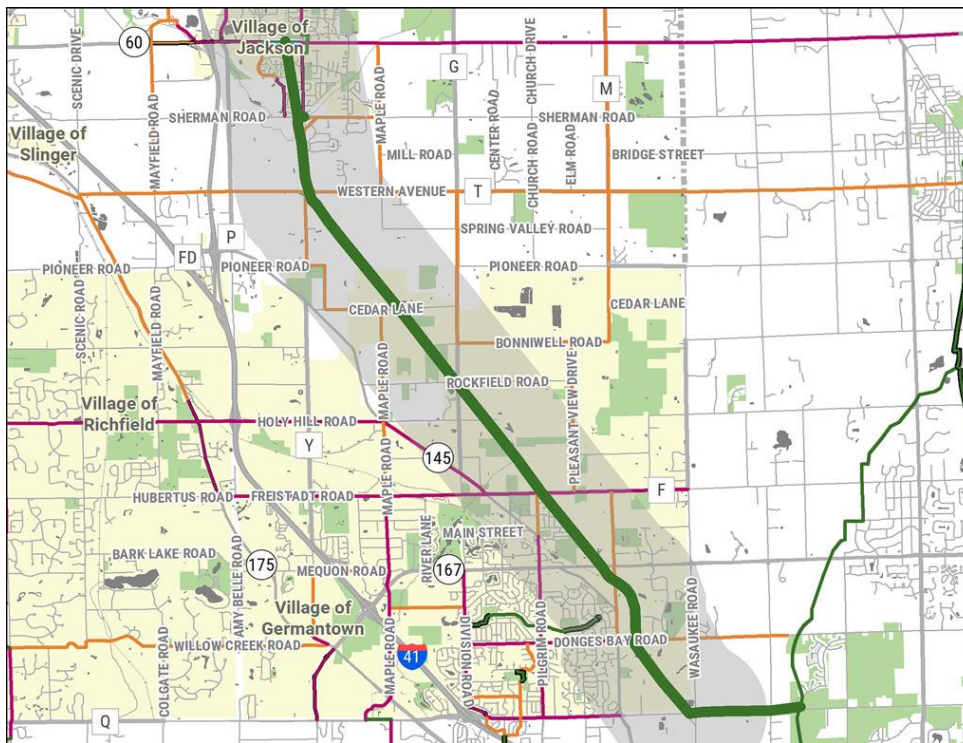 Village of
Jackson
60
SCENIC DRIVE
MAYFIELD ROAD
MAPLE ROAD
G
CENTER ROAD
CHURCH ROAD
CHURCH DRIVE
ELM ROAD
M
SHERMAN ROAD
SHERMAN ROAD
Village of
Slinger
MILL ROAD
BRIDGE STREET
WESTERN AVENUE
T
SPRING VALLEY ROAD
P
FD
PIONEER ROAD
PIONEER ROAD
PIONEER ROAD
SCENIC ROAD
MAYFIELD ROAD
CEDAR LANE
CEDAR LANE
BONNIWELL ROAD
MAPLE ROAD
ROCKFIELD ROAD
PLEASANT VIEW DRIVE
Village of
Richfield
HOLY HILL ROAD
Y
145
MAPLE ROAD
HUBERTUS ROAD
FREISTADT ROAD
F
RIVER LANE
MAIN STREET
BARK LAKE ROAD
AMY BELLE ROAD
175
MEQUON ROAD
167
WASAUKEE ROAD
Village of
Germantown
COLGATE ROAD
WILLOW CREEK ROAD
MAPLE ROAD
41
DIVISION ROAD
PILGRIM ROAD
DONGES BAY ROAD
Q